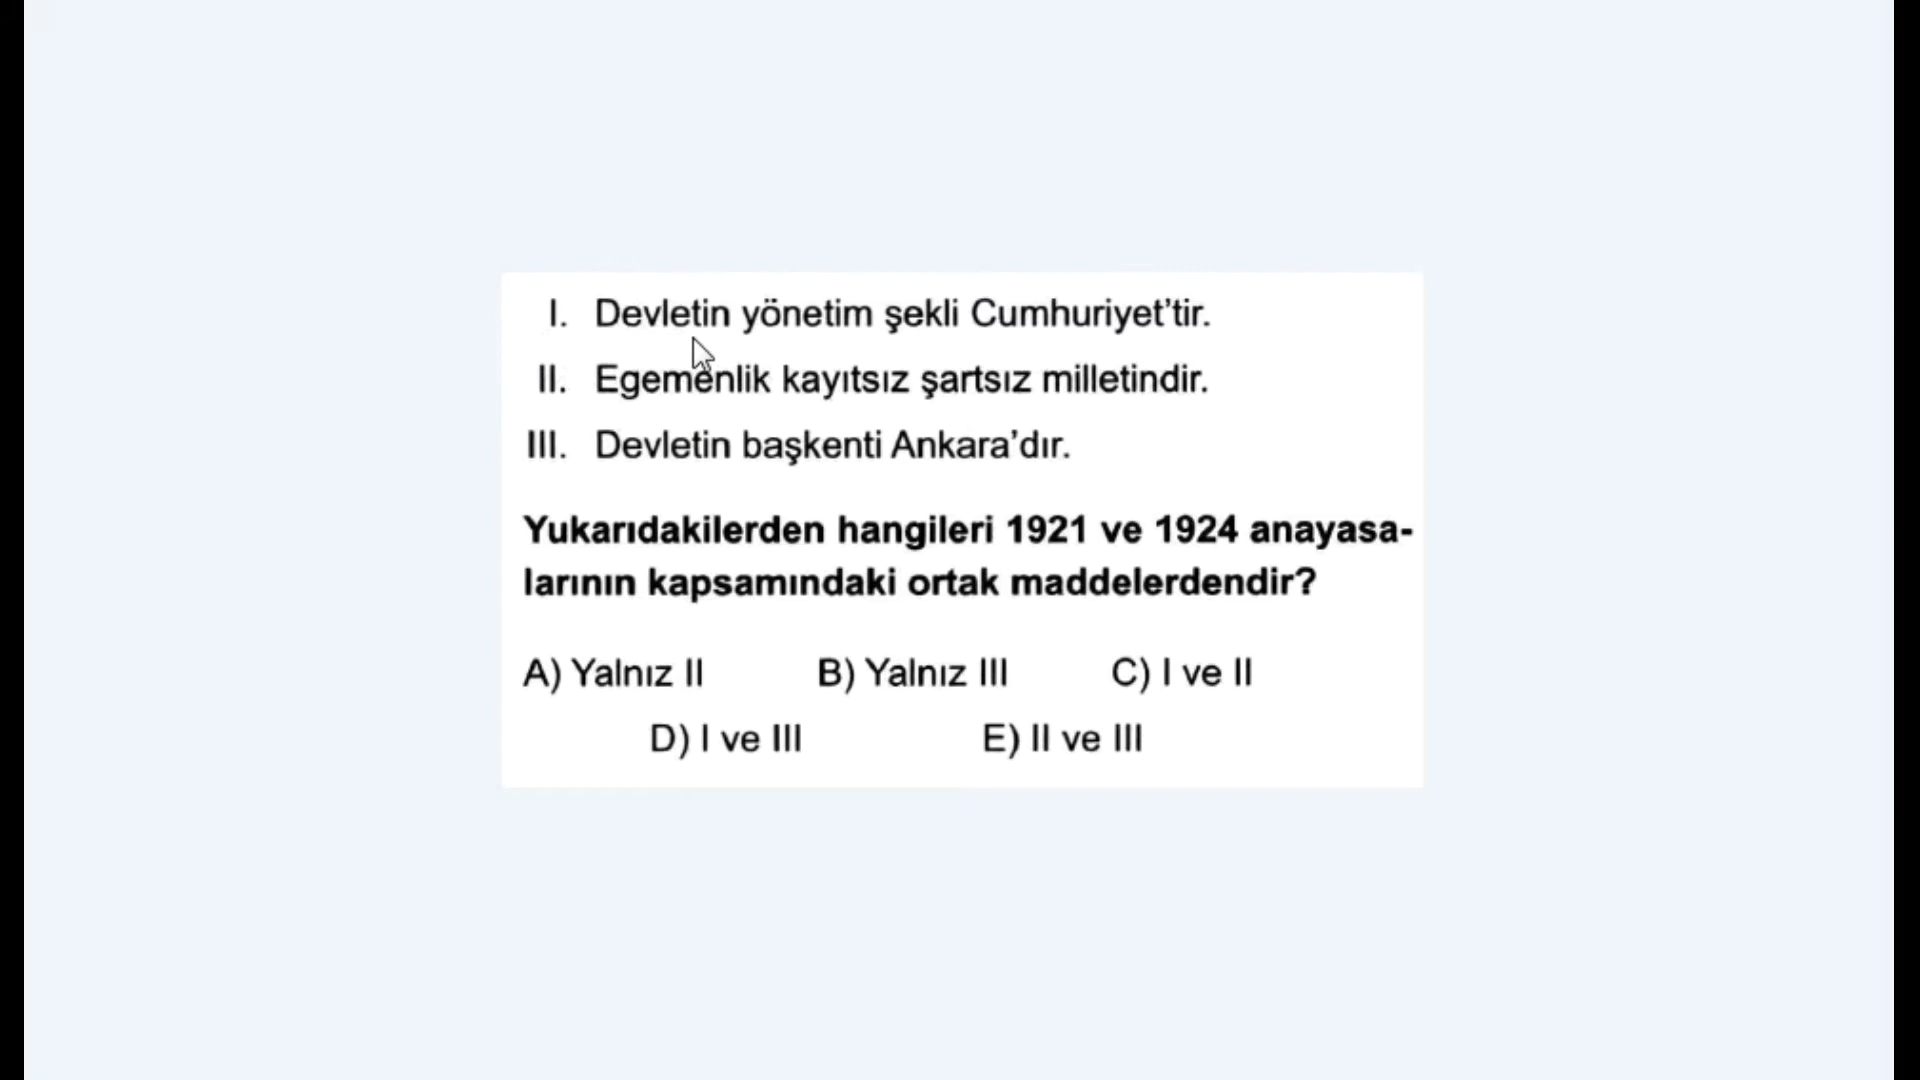 I. Devletin yönetim şekli Cumhuriyet'tir.
II. Egemenlik kayıtsız şartsız milletindir.
III. Devletin başkenti Ankara'dır.
Yukarıdakilerden hangileri 1921 ve 1924 anayasa-
larının kapsamındaki ortak maddelerdendir?
A) Yalnız II B) Yalnız III C) I ve II
D) I ve III E) II ve III